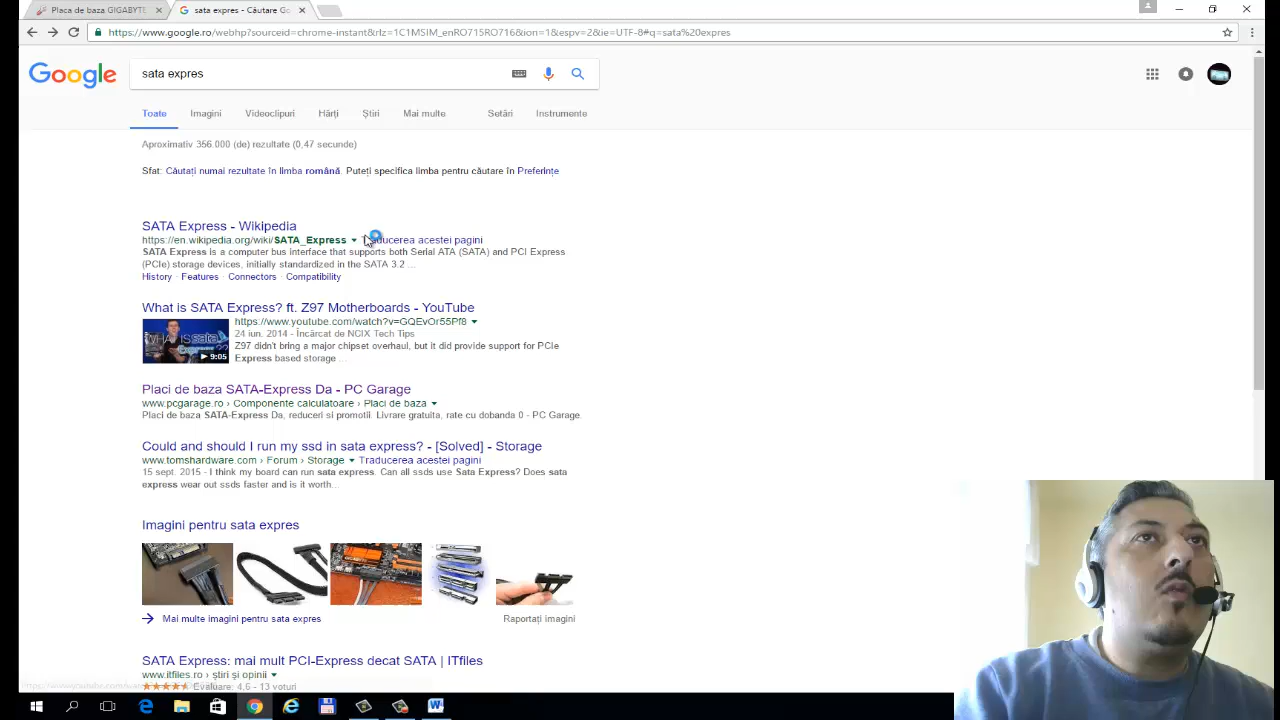 Placa de baza GIGABYTE
sata expres - Căutare Go
https://www.google.ro/webhp?sourceid=chrome-instant&rlz=1C1MSIM_enRO715RO716&ion=1&espv=2&ie=UTF-8#q=sata%20expres
Google
sata expres
Toate Imagini Videoclipuri Hărți Știri Mai multe Setări Instrumente
Aproximativ 356.000 (de) rezultate (0,47 secunde)
Sfat: Căutați numai rezultate în limba română. Puteți specifica limba pentru căutare în Preferințe
SATA Express - Wikipedia
https://en.wikipedia.org/wiki/SATA_Express Traducerea acestei pagini
SATA Express is a computer bus interface that supports both Serial ATA (SATA) and PCI Express
(PCIe) storage devices, initially standardized in the SATA 3.2 ...
History · Features · Connectors · Compatibility
What is SATA Express? ft. Z97 Motherboards - YouTube
https://www.youtube.com/watch?v=GQEvOr55Pf8
24 iun. 2014 - Încărcat de NCIX Tech Tips
Z97 didn't bring a major chipset overhaul, but it did provide support for PCIe
Express based storage ...
WHAT IS sata
9:05
Placi de baza SATA-Express Da - PC Garage
www.pcgarage.ro › Componente calculatoare › Placi de baza
Placi de baza SATA-Express Da, reduceri si promotii. Livrare gratuita, rate cu dobanda 0 - PC Garage.
Could and should I run my ssd in sata express? - [Solved] - Storage
www.tomshardware.com › Forum › Storage Traducerea acestei pagini
15 sept. 2015 - I think my board can run sata express. Can all ssds use Sata Express? Does sata
express wear out ssds faster and is it worth...
Imagini pentru sata expres
Mai multe imagini pentru sata expres Raportați imagini
SATA Express: mai mult PCI-Express decat SATA | ITfiles
www.itfiles.ro › știri și opinii
Evaluare: 4,6 - 13 voturi